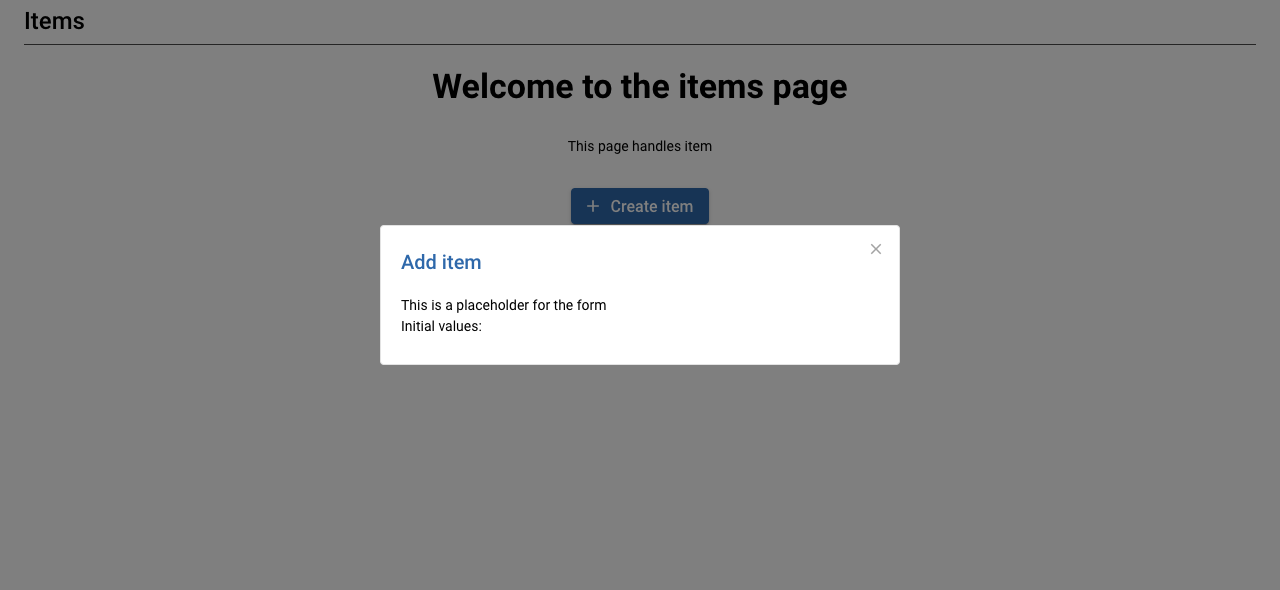 Items
Welcome to the items page
This page handles item
Create item
Add item
This is a placeholder for the form
Initial values: